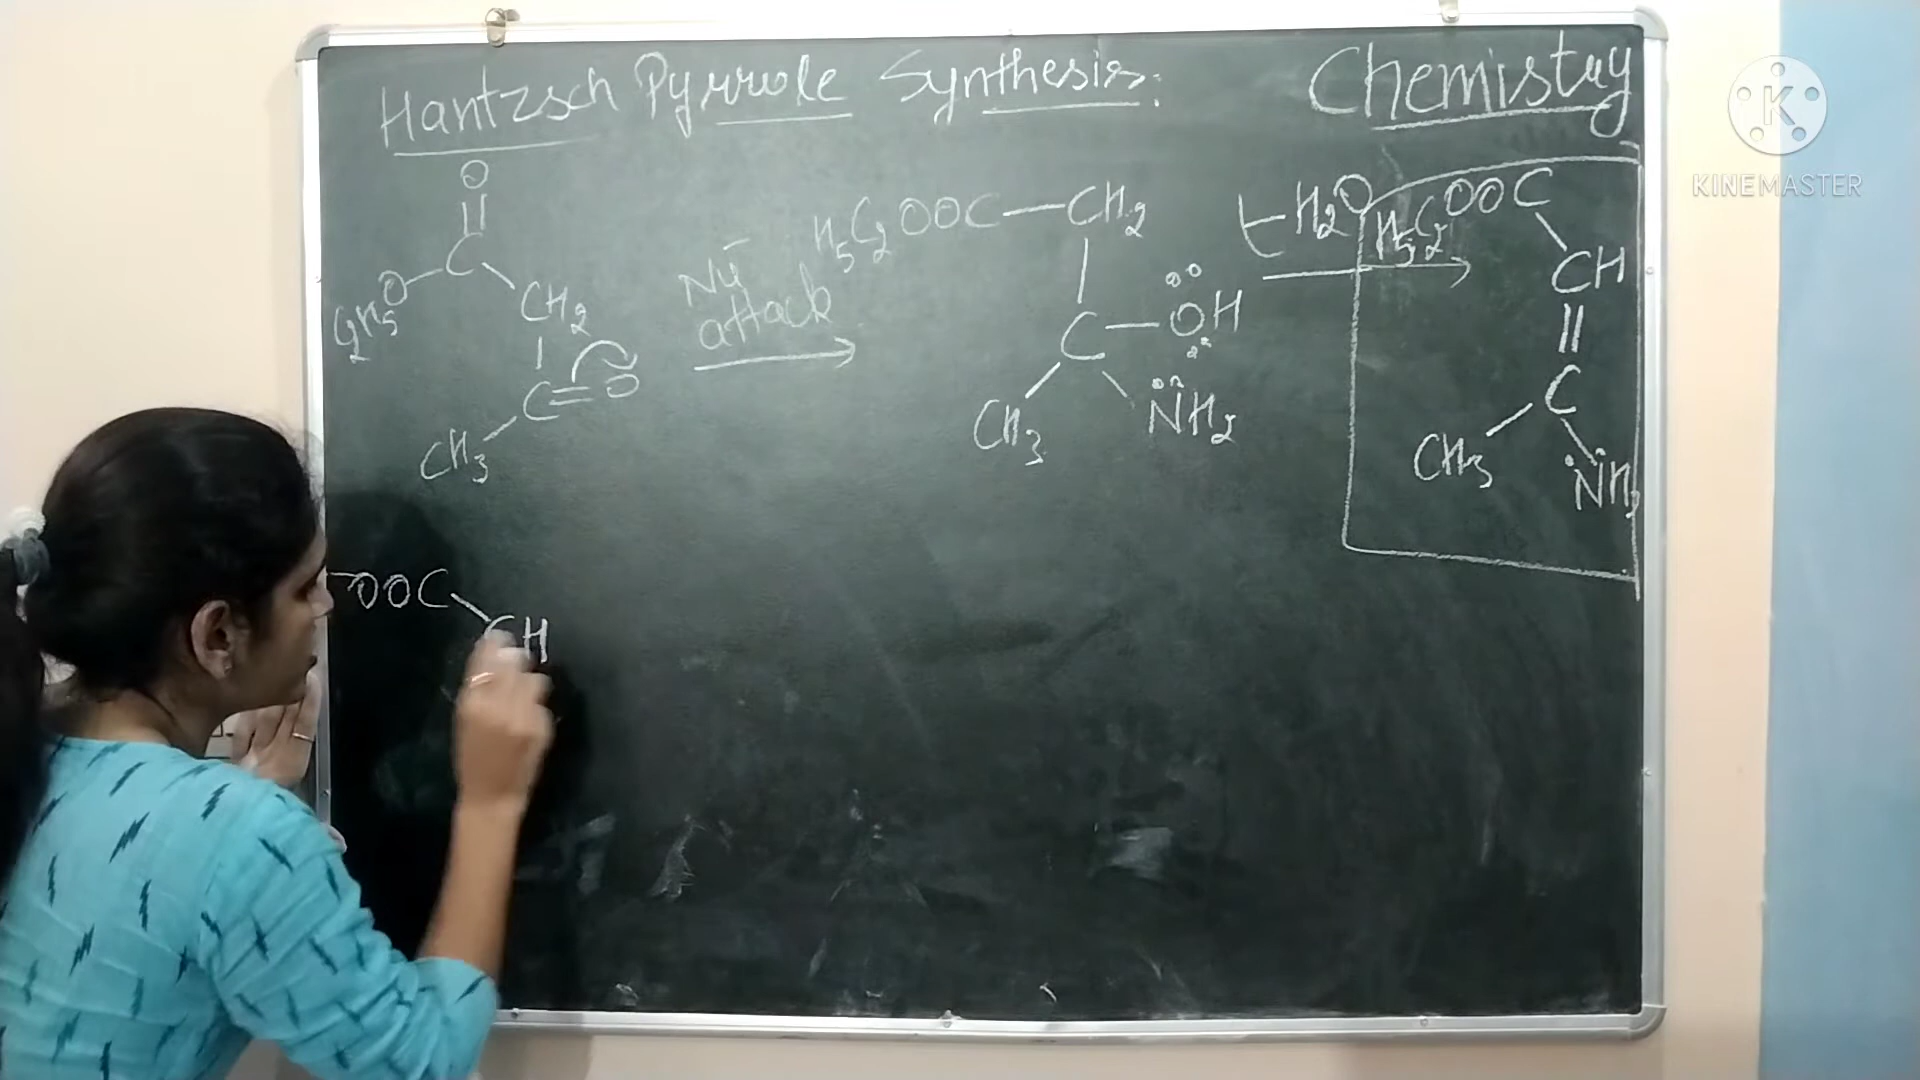 Hantzsch Pyrrole Synthesis:
Chemistry
KINEMASTER
O
C
C2H5O
CH2
C=O
CH3
Nu-
attack
H5C2OOC—CH2
C—OH
CH3 NH2
-H2O
H5C2OOC
CH
C
CH3
NH2
OOC
CH